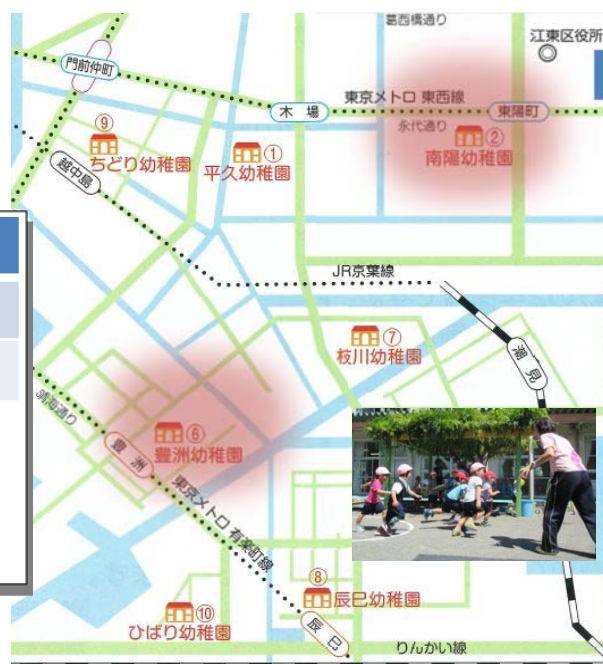 葛西橋通り
江東区役所
門前仲町
東京メトロ 東西線
木場
東陽町
永代通り
⑨
ちどり幼稚園
①
平久幼稚園
②
南陽幼稚園
越中島
JR京葉線
⑦
枝川幼稚園
潮見
晴海通り
⑥
豊洲幼稚園
豊洲
東京メトロ 有楽町線
⑧
辰巳幼稚園
⑩
ひばり幼稚園
辰巳
りんかい線